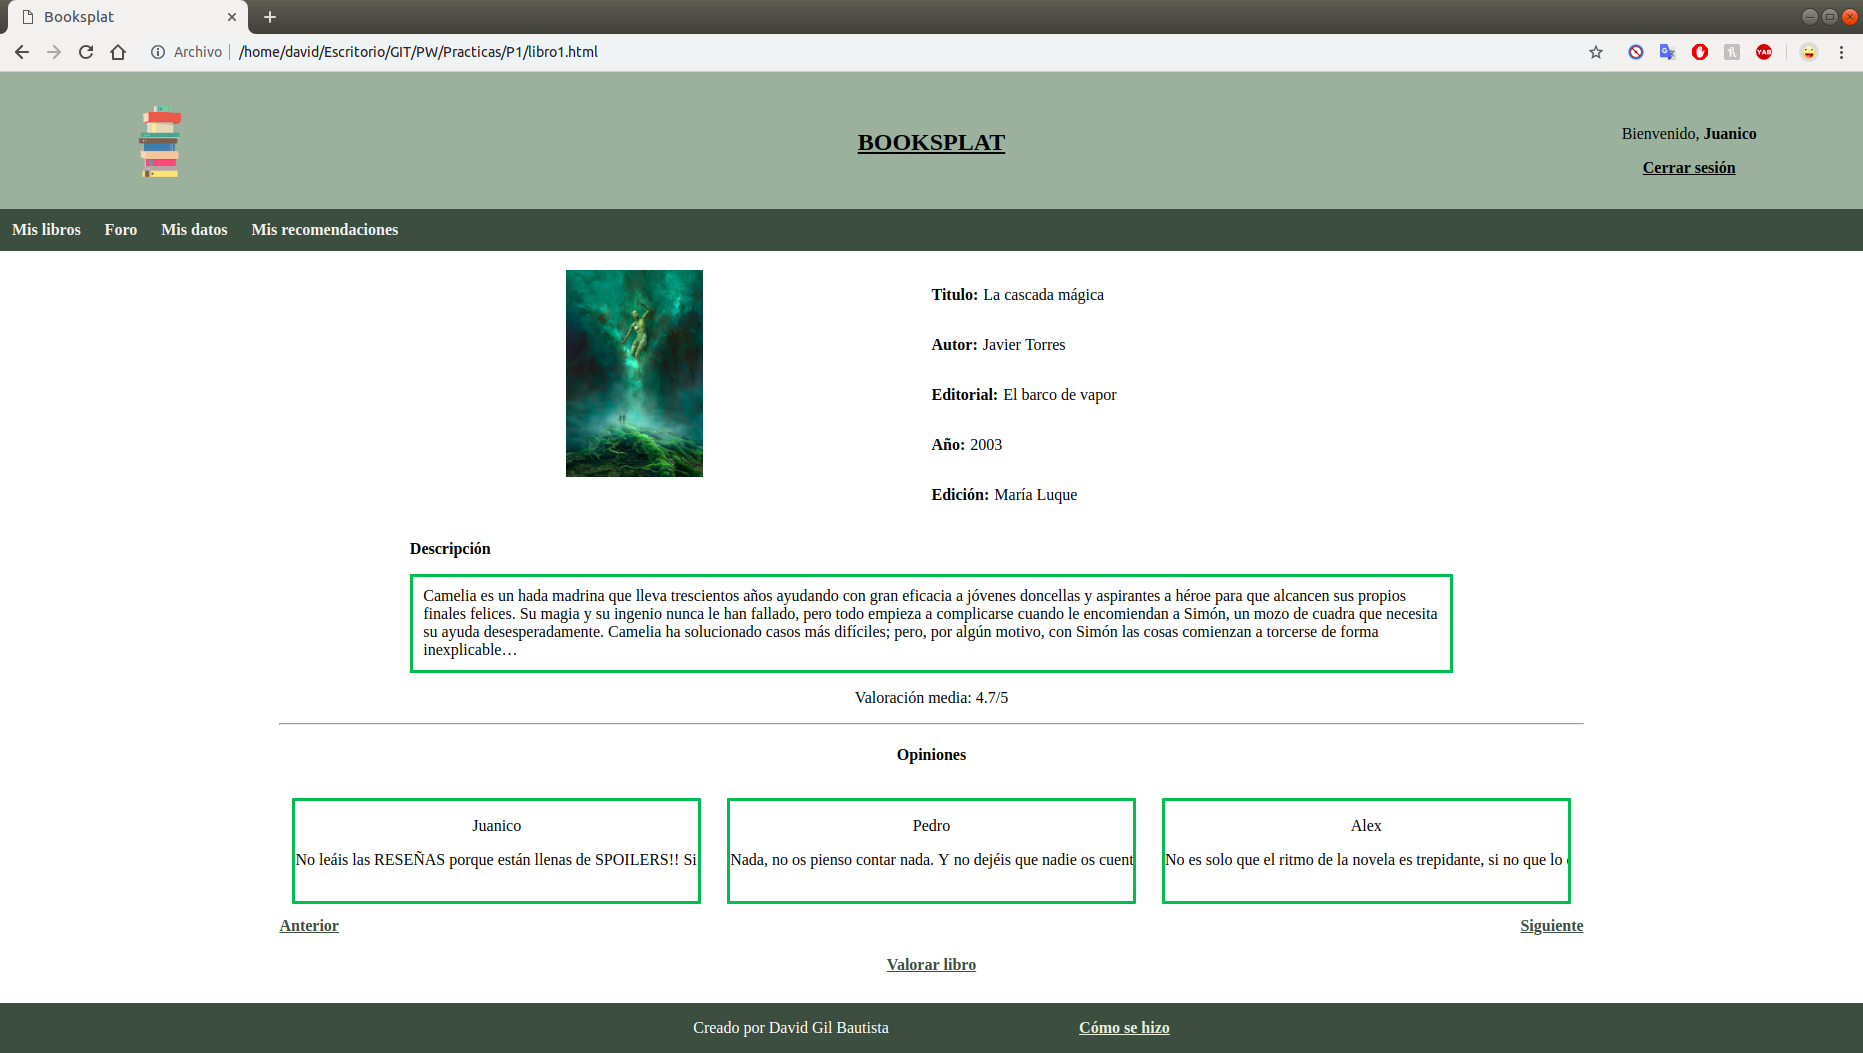 Booksplat
Archivo /home/david/Escritorio/GIT/PW/Practicas/P1/libro1.html
YAB
BOOKSPLAT
Bienvenido, Juanico
Cerrar sesión
Mis libros Foro Mis datos Mis recomendaciones
Titulo: La cascada mágica
Autor: Javier Torres
Editorial: El barco de vapor
Año: 2003
Edición: María Luque
Descripción
Camelia es un hada madrina que lleva trescientos años ayudando con gran eficacia a jóvenes doncellas y aspirantes a héroe para que alcancen sus propios
finales felices. Su magia y su ingenio nunca le han fallado, pero todo empieza a complicarse cuando le encomiendan a Simón, un mozo de cuadra que necesita
su ayuda desesperadamente. Camelia ha solucionado casos más difíciles; pero, por algún motivo, con Simón las cosas comienzan a torcerse de forma
inexplicable…
Valoración media: 4.7/5
Opiniones
Juanico
No leáis las RESEÑAS porque están llenas de SPOILERS!! Si
Pedro
Nada, no os pienso contar nada. Y no dejéis que nadie os cuent
Alex
No es solo que el ritmo de la novela es trepidante, si no que lo
Anterior
Siguiente
Valorar libro
Creado por David Gil Bautista
Cómo se hizo